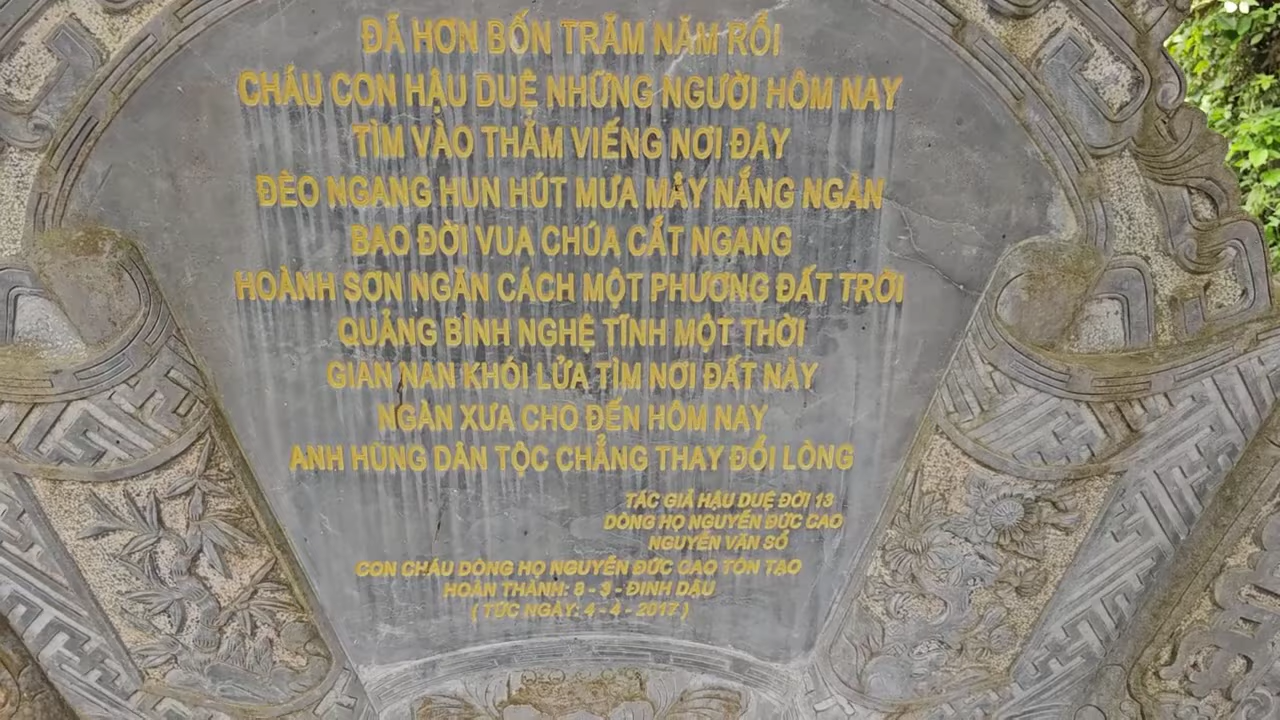 ĐÃ HƠN BỐN TRĂM NĂM RỒI
CHÁU CON HẬU DUỆ NHỮNG NGƯỜI HÔM NAY
TÌM VÀO THĂM VIẾNG NƠI ĐÂY
ĐÈO NGANG HUN HÚT MƯA MÂY NẮNG NGÀN
BAO ĐỜI VUA CHÚA CẮT NGANG
HOÀNH SƠN NGĂN CÁCH MỘT PHƯƠNG ĐẤT TRỜI
QUẢNG BÌNH NGHỆ TĨNH MỘT THỜI
GIAN NAN KHÓI LỬA TÌM NƠI ĐẤT NÀY
NGÀN XƯA CHO ĐẾN HÔM NAY
ANH HÙNG DÂN TỘC CHẲNG THAY ĐỔI LÒNG
TÁC GIẢ HẬU DUỆ ĐỜI 13
DÒNG HỌ NGUYỄN ĐỨC CAO
NGUYỄN VĂN SỔ
CON CHÁU DÒNG HỌ NGUYỄN ĐỨC CAO TÔN TẠO
HOÀN THÀNH: 8 - 3 - ĐINH DẬU
( TỨC NGÀY: 4 - 4 - 2017 )